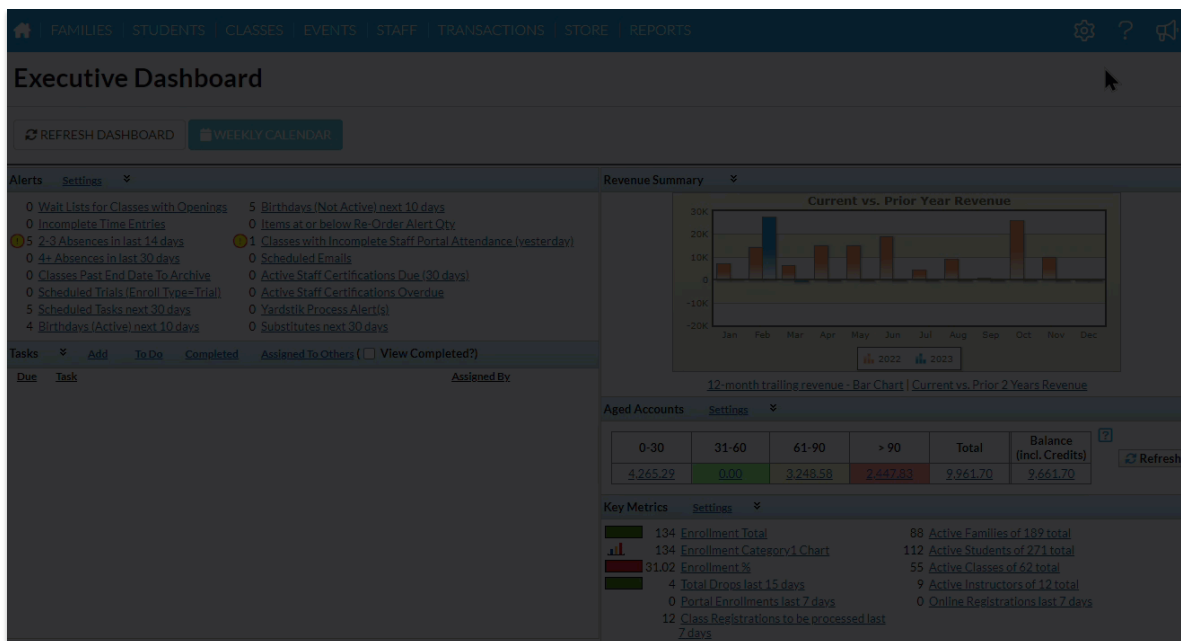 FAMILIES | STUDENTS | CLASSES | EVENTS | STAFF | TRANSACTIONS | STORE | REPORTS
?
Executive Dashboard
REFRESH DASHBOARD
WEEKLY CALENDAR
Alerts Settings
0 Wait Lists for Classes with Openings
0 Incomplete Time Entries
5 2-3 Absences in last 14 days
0 4+ Absences in last 30 days
0 Classes Past End Date To Archive
0 Scheduled Trials (Enroll Type=Trial)
5 Scheduled Tasks next 30 days
4 Birthdays (Active) next 10 days
5 Birthdays (Not Active) next 10 days
0 Items at or below Re-Order Alert Qty
1 Classes with Incomplete Staff Portal Attendance (yesterday)
0 Scheduled Emails
0 Active Staff Certifications Due (30 days)
0 Active Staff Certifications Overdue
0 Yardstik Process Alert(s)
0 Substitutes next 30 days
Tasks Add To Do Completed Assigned To Others ( View Completed?)
Due Task Assigned By
Revenue Summary
Current vs. Prior Year Revenue
20K
10K
0
-10K
-20K
Jan Feb Mar Apr May Jun Jul Aug Sep Oct Nov Dec
2022 2023
12-month trailing revenue - Bar Chart | Current vs. Prior 2 Years Revenue
Aged Accounts Settings
0-30 31-60 61-90 > 90 Total Balance (incl. Credits)
4,265.29 0.00 3,248.58 2,447.83 9,961.70 9,661.70
?
Refresh
Key Metrics Settings
134 Enrollment Total
134 Enrollment Category1 Chart
31.02 Enrollment %
4 Total Drops last 15 days
0 Portal Enrollments last 7 days
12 Class Registrations to be processed last
7 days
88 Active Families of 189 total
112 Active Students of 271 total
55 Active Classes of 62 total
9 Active Instructors of 12 total
0 Online Registrations last 7 days